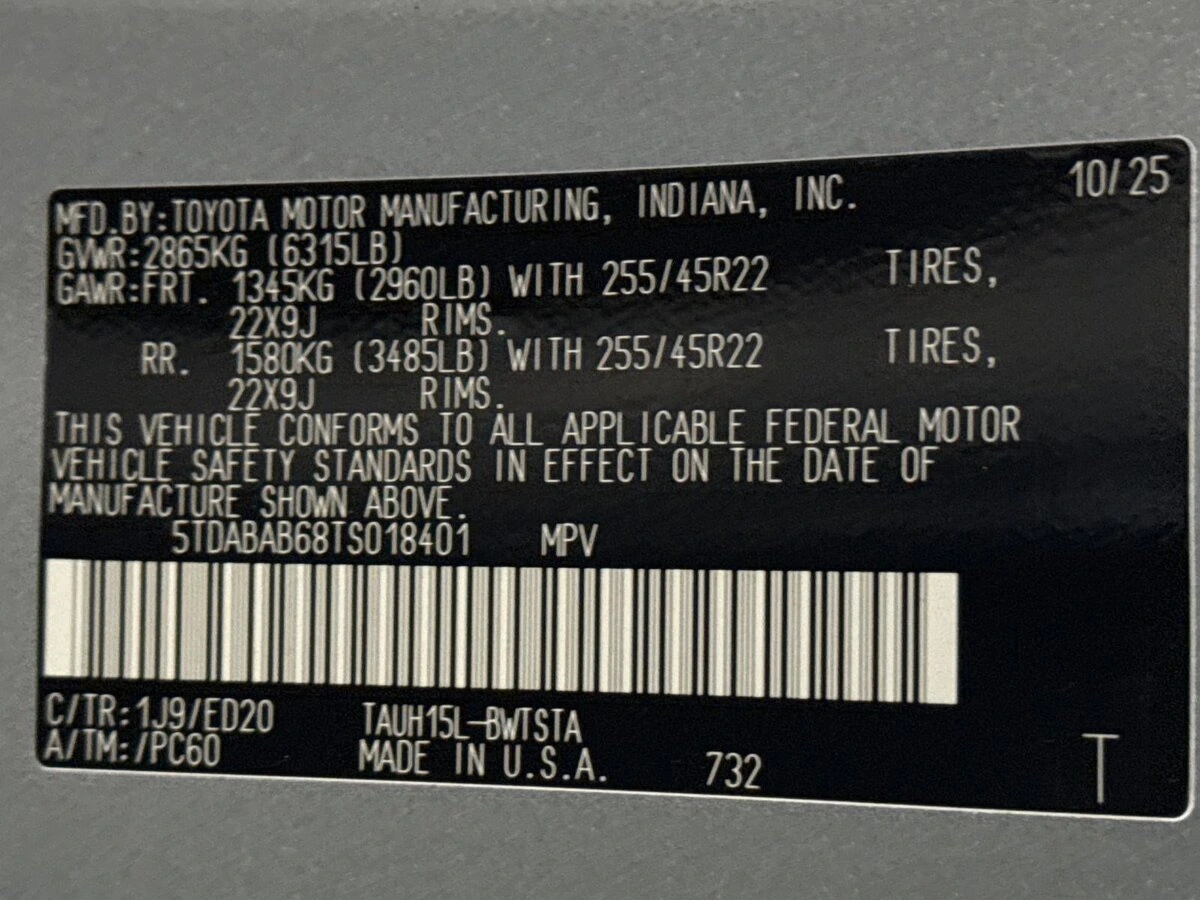 MFD.BY:TOYOTA MOTOR MANUFACTURING, INDIANA, INC. 10/25
GVWR:2865KG (6315LB)
GAWR:FRT. 1345KG (2960LB) WITH 255/45R22 TIRES,
22X9J RIMS.
RR. 1580KG (3485LB) WITH 255/45R22 TIRES,
22X9J RIMS.
THIS VEHICLE CONFORMS TO ALL APPLICABLE FEDERAL MOTOR
VEHICLE SAFETY STANDARDS IN EFFECT ON THE DATE OF
MANUFACTURE SHOWN ABOVE.
5TDABAB68TS018401 MPV
C/TR:1J9/ED20 TAUH15L-BWTSTA
A/TM:/PC60 MADE IN U.S.A. 732 T